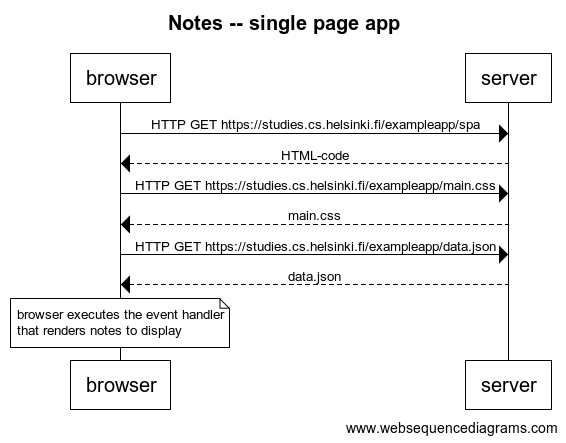 Notes -- single page app
browser
server
HTTP GET https://studies.cs.helsinki.fi/exampleapp/spa
HTML-code
HTTP GET https://studies.cs.helsinki.fi/exampleapp/main.css
main.css
HTTP GET https://studies.cs.helsinki.fi/exampleapp/data.json
data.json
browser executes the event handler
that renders notes to display
browser
server
www.websequencediagrams.com